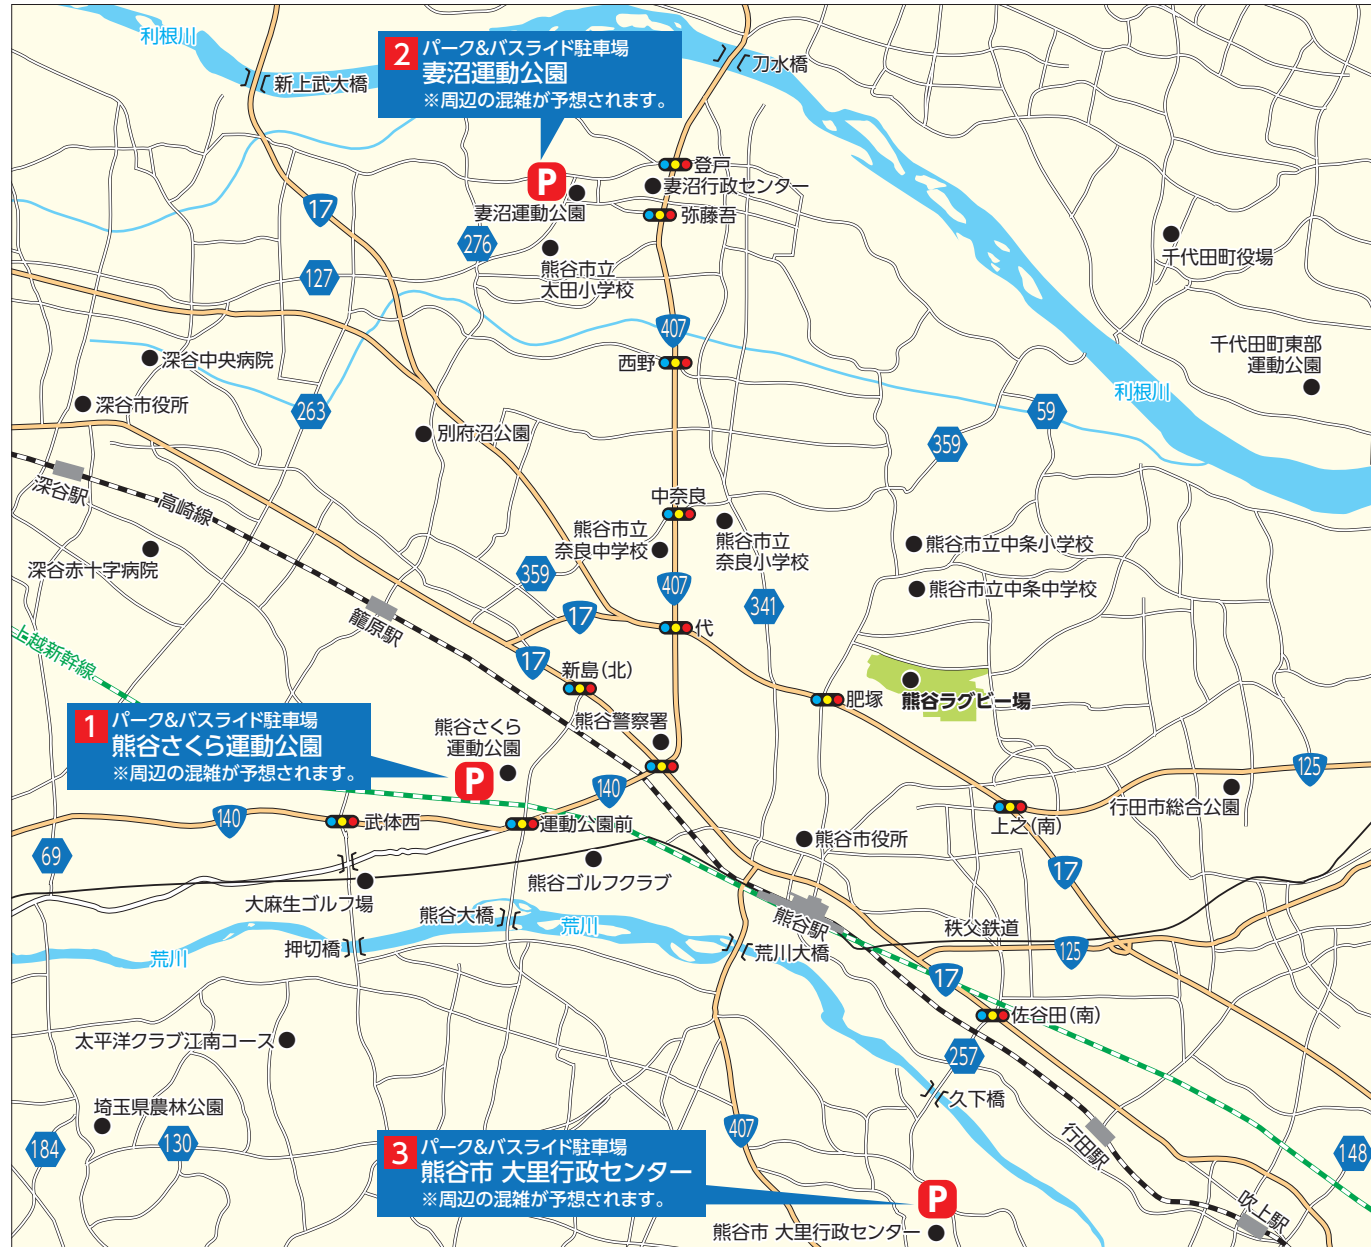 利根川
新上武大橋
2 パーク&バスライド駐車場
妻沼運動公園
※周辺の混雑が予想されます。
刀水橋
登戸
P
妻沼行政センター
妻沼運動公園
弥藤吾
17
276
127
熊谷市立
太田小学校
千代田町役場
407
西野
深谷中央病院
千代田町東部
運動公園
利根川
深谷市役所
263
別府沼公園
59
359
深谷駅
高崎線
中奈良
熊谷市立
奈良中学校
熊谷市立
奈良小学校
熊谷市立中条小学校
深谷赤十字病院
359
407
341
熊谷市立中条中学校
籠原駅
17
代
上越新幹線
17
新島(北)
肥塚
熊谷ラグビー場
1 パーク&バスライド駐車場
熊谷さくら運動公園
※周辺の混雑が予想されます。
熊谷さくら
運動公園
熊谷警察署
P
140
125
行田市総合公園
140
武体西
運動公園前
上之(南)
熊谷市役所
69
17
熊谷ゴルフクラブ
大麻生ゴルフ場
熊谷大橋
荒川
熊谷駅
秩父鉄道
押切橋
荒川
荒川大橋
125
17
佐谷田(南)
太平洋クラブ江南コース
257
久下橋
埼玉県農林公園
407
184
130
行田駅
148
3 パーク&バスライド駐車場
熊谷市 大里行政センター
※周辺の混雑が予想されます。
P
吹上駅
熊谷市 大里行政センター